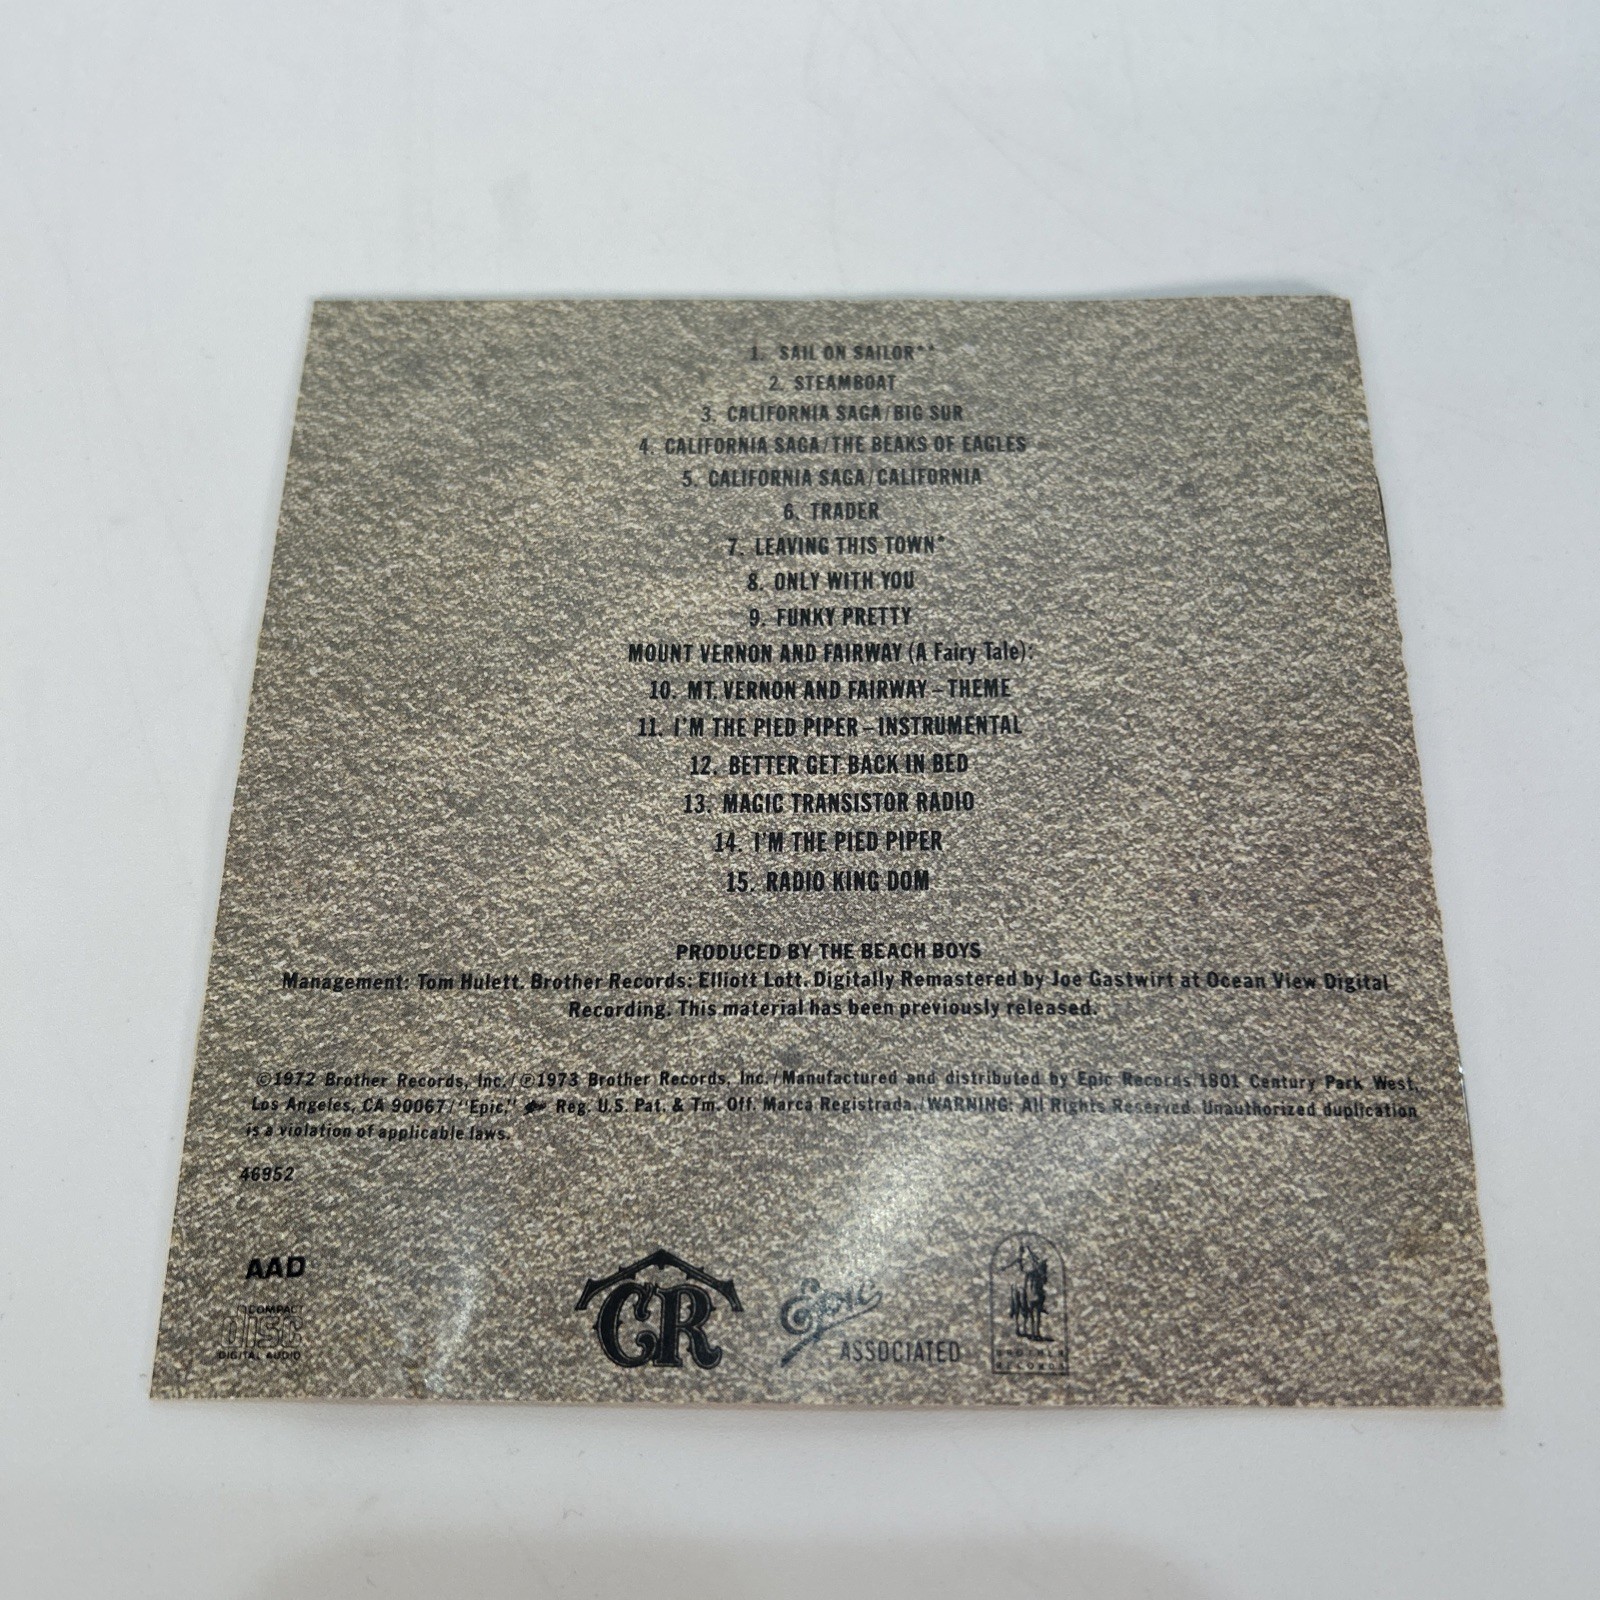 1. SAIL ON SAILOR**
2. STEAMBOAT
3. CALIFORNIA SAGA/BIG SUR
4. CALIFORNIA SAGA/THE BEAKS OF EAGLES
5. CALIFORNIA SAGA/CALIFORNIA
6. TRADER
7. LEAVING THIS TOWN*
8. ONLY WITH YOU
9. FUNKY PRETTY
MOUNT VERNON AND FAIRWAY (A Fairy Tale):
10. MT. VERNON AND FAIRWAY – THEME
11. I'M THE PIED PIPER – INSTRUMENTAL
12. BETTER GET BACK IN BED
13. MAGIC TRANSISTOR RADIO
14. I'M THE PIED PIPER
15. RADIO KING DOM
PRODUCED BY THE BEACH BOYS
Management: Tom Hulett. Brother Records: Elliott Lott. Digitally Remastered by Joe Gastwirt at Ocean View Digital
Recording. This material has been previously released.
©1972 Brother Records, Inc./℗1973 Brother Records, Inc./Manufactured and distributed by Epic Records/1801 Century Park West,
Los Angeles, CA 90067/"Epic," Reg. U.S. Pat. & Tm. Off. Marca Registrada./WARNING: All Rights Reserved. Unauthorized duplication
is a violation of applicable laws.
46952
AAD
COMPACT
disc
DIGITAL AUDIO
CR
Epic
ASSOCIATED
BROTHER
RECORDS